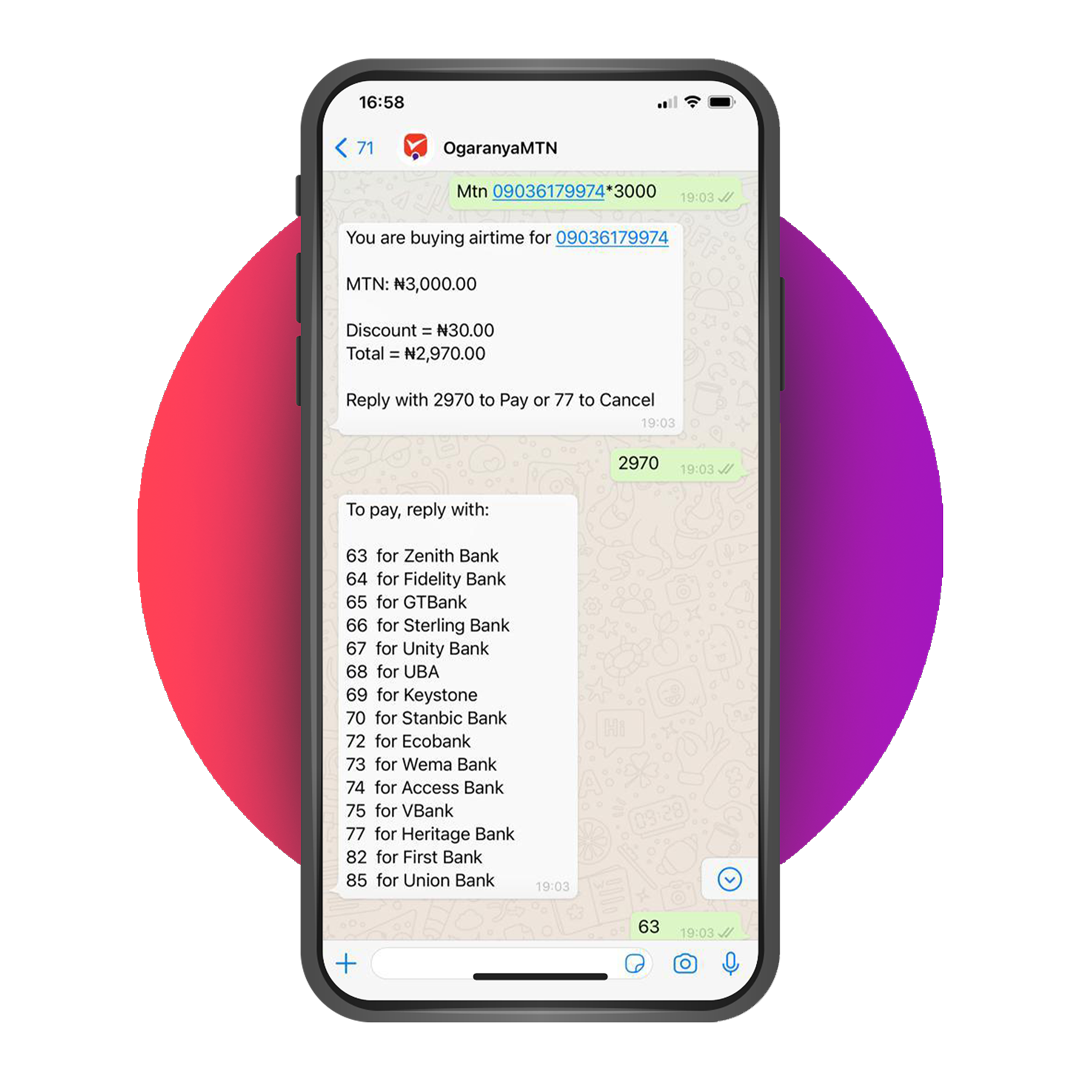 16:58
71 OgaranyaMTN
Mtn 09036179974*3000 19:03
You are buying airtime for 09036179974
MTN: ₦3,000.00
Discount = ₦30.00
Total = ₦2,970.00
Reply with 2970 to Pay or 77 to Cancel
19:03
2970 19:03
To pay, reply with:
63 for Zenith Bank
64 for Fidelity Bank
65 for GTBank
66 for Sterling Bank
67 for Unity Bank
68 for UBA
69 for Keystone
70 for Stanbic Bank
72 for Ecobank
73 for Wema Bank
74 for Access Bank
75 for VBank
77 for Heritage Bank
82 for First Bank
85 for Union Bank 19:03
63 19:03